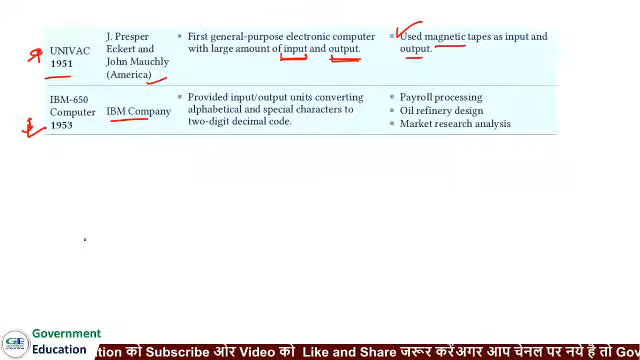 UNIVAC
1951
J. Presper
Eckert and
John Mauchly
(America)
First general-purpose electronic computer
with large amount of input and output.
Used magnetic tapes as input and
output.
IBM-650
Computer
1953
IBM Company
Provided input/output units converting
alphabetical and special characters to
two-digit decimal code.
Payroll processing
Oil refinery design
Market research analysis
GE
Government
Education
tion को Subscribe ओर Video को Like and Share जरूर करें अगर आप चेनल पर नये है तो Gov